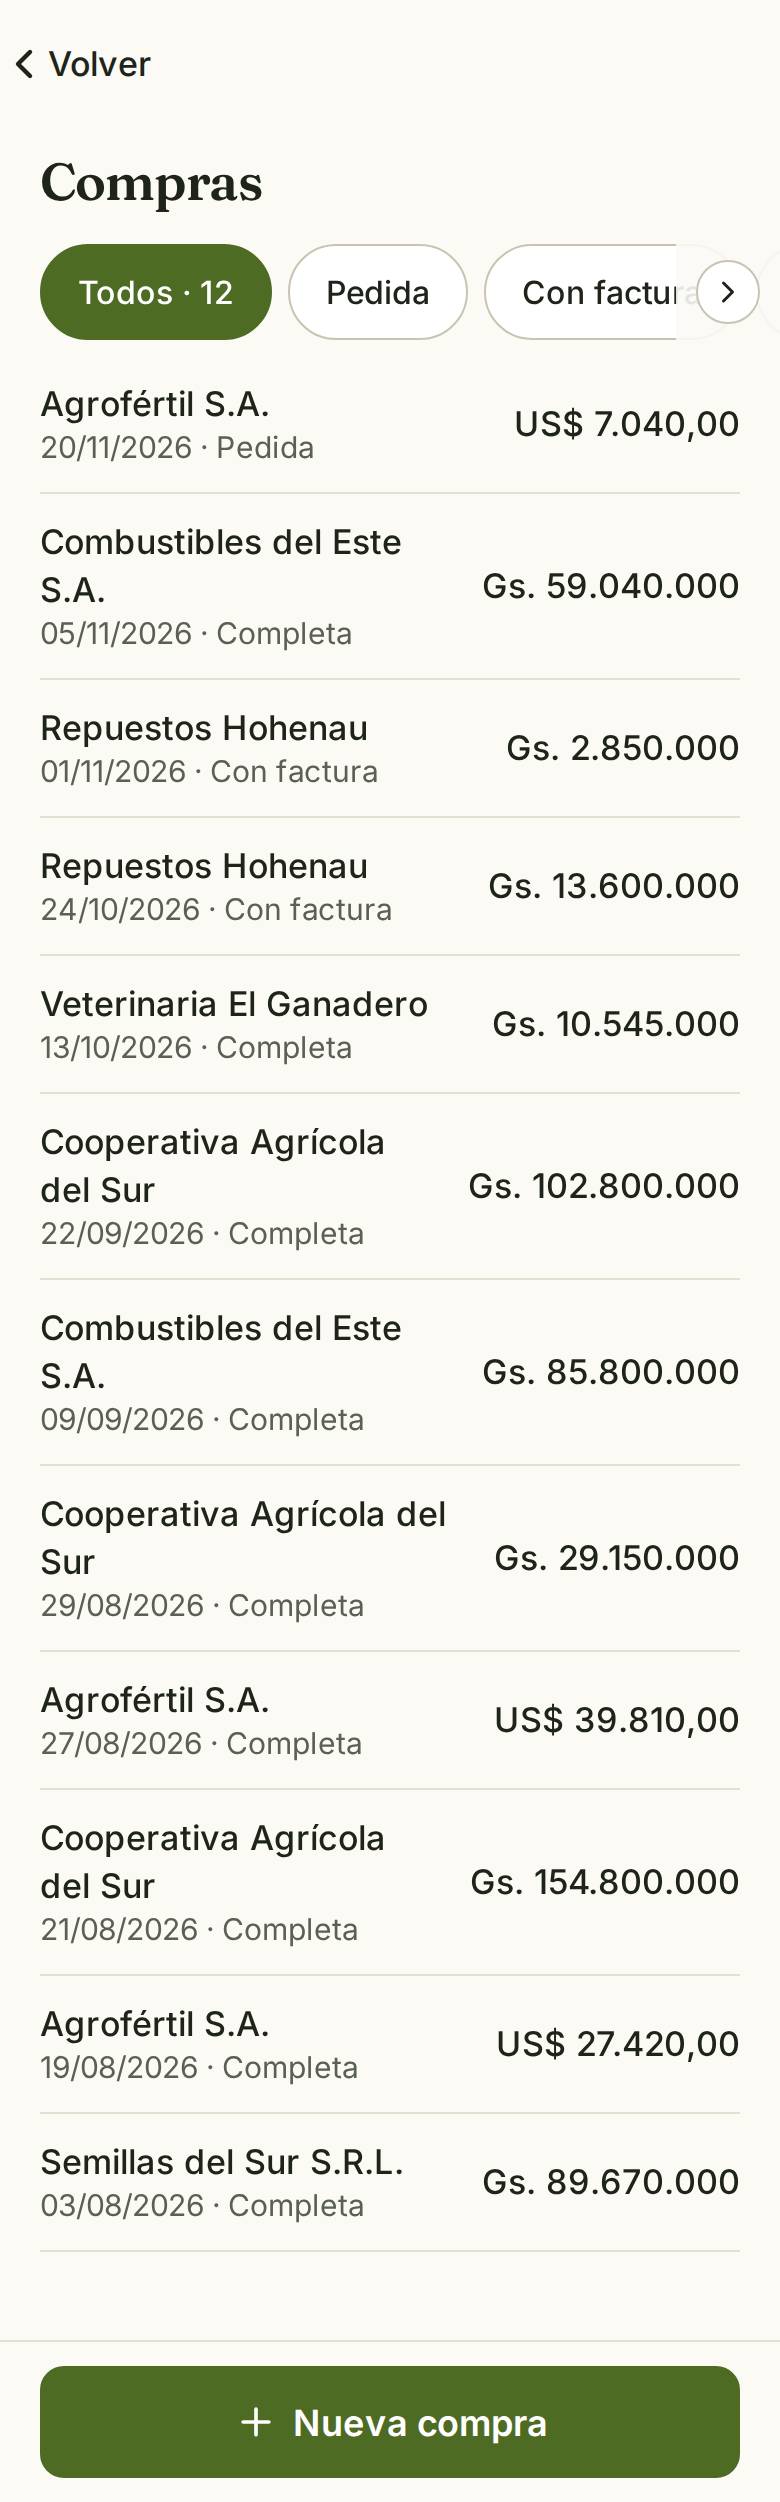 Volver
Compras
Todos · 12
Pedida
Con factura
Agrofértil S.A.
20/11/2026 · Pedida
US$ 7.040,00
Combustibles del Este
S.A.
05/11/2026 · Completa
Gs. 59.040.000
Repuestos Hohenau
01/11/2026 · Con factura
Gs. 2.850.000
Repuestos Hohenau
24/10/2026 · Con factura
Gs. 13.600.000
Veterinaria El Ganadero
13/10/2026 · Completa
Gs. 10.545.000
Cooperativa Agrícola
del Sur
22/09/2026 · Completa
Gs. 102.800.000
Combustibles del Este
S.A.
09/09/2026 · Completa
Gs. 85.800.000
Cooperativa Agrícola del
Sur
29/08/2026 · Completa
Gs. 29.150.000
Agrofértil S.A.
27/08/2026 · Completa
US$ 39.810,00
Cooperativa Agrícola
del Sur
21/08/2026 · Completa
Gs. 154.800.000
Agrofértil S.A.
19/08/2026 · Completa
US$ 27.420,00
Semillas del Sur S.R.L.
03/08/2026 · Completa
Gs. 89.670.000
+ Nueva compra